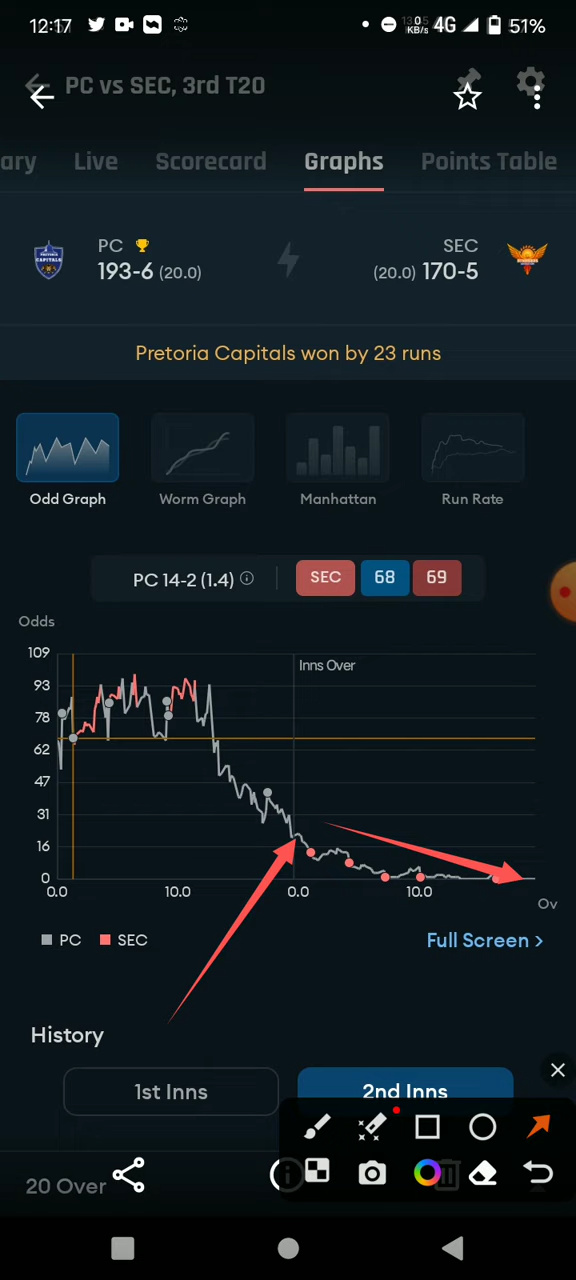 12:17
4G
KB/s
51%
PC vs SEC, 3rd T20
ary Live Scorecard Graphs Points Table
PC SEC
193-6 (20.0) (20.0) 170-5
Pretoria Capitals won by 23 runs
Odd Graph Worm Graph Manhattan Run Rate
PC 14-2 (1.4) SEC 68 69
Odds
109
Inns Over
93
78
62
47
31
16
0
0.0 10.0 0.0 10.0
Ov
PC SEC Full Screen >
History
1st Inns 2nd Inns
20 Over